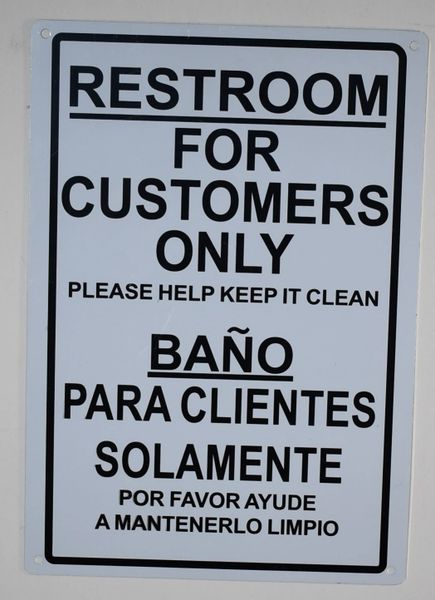 RESTROOM
FOR
CUSTOMERS
ONLY
PLEASE HELP KEEP IT CLEAN
BAÑO
PARA CLIENTES
SOLAMENTE
POR FAVOR AYUDE
A MANTENERLO LIMPIO